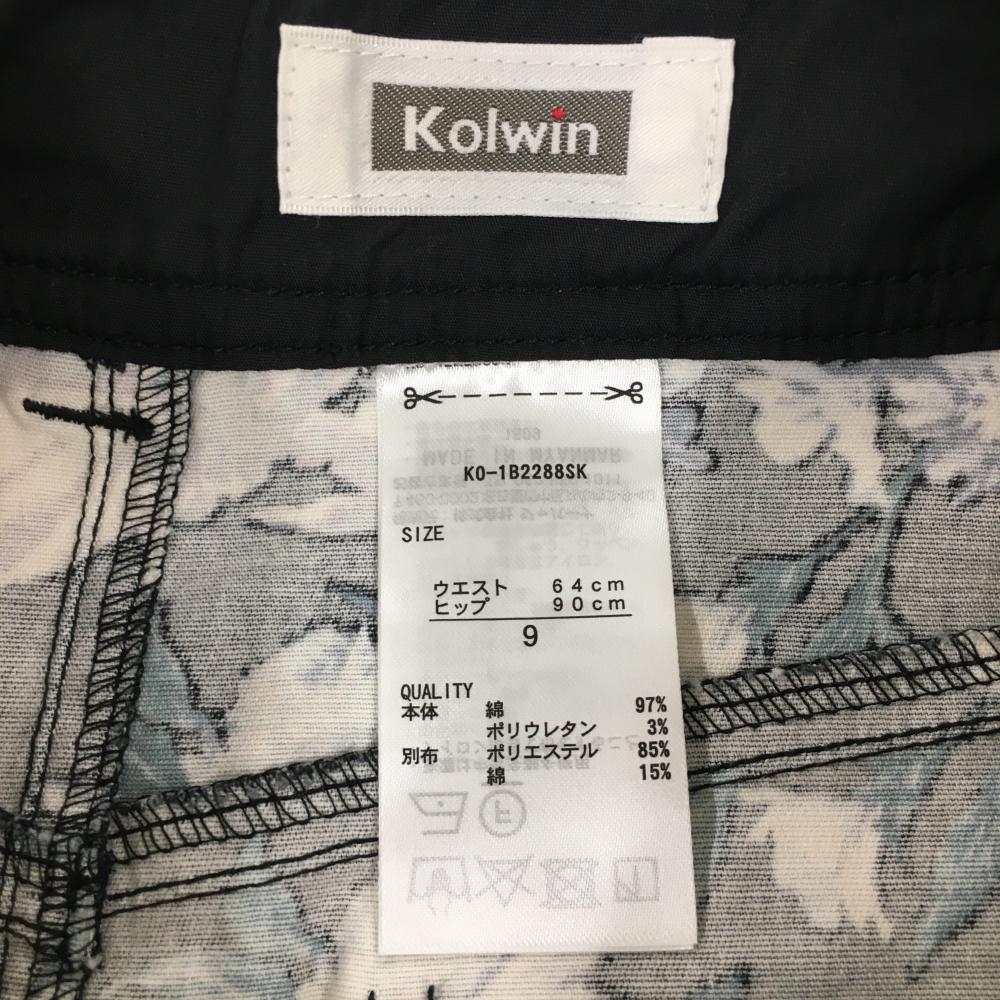 Kolwin
KO-1B2288SK
SIZE
ウエスト 64cm
ヒップ 90cm
9
QUALITY
本体 綿 97%
ポリウレタン 3%
別布 ポリエステル 85%
綿 15%